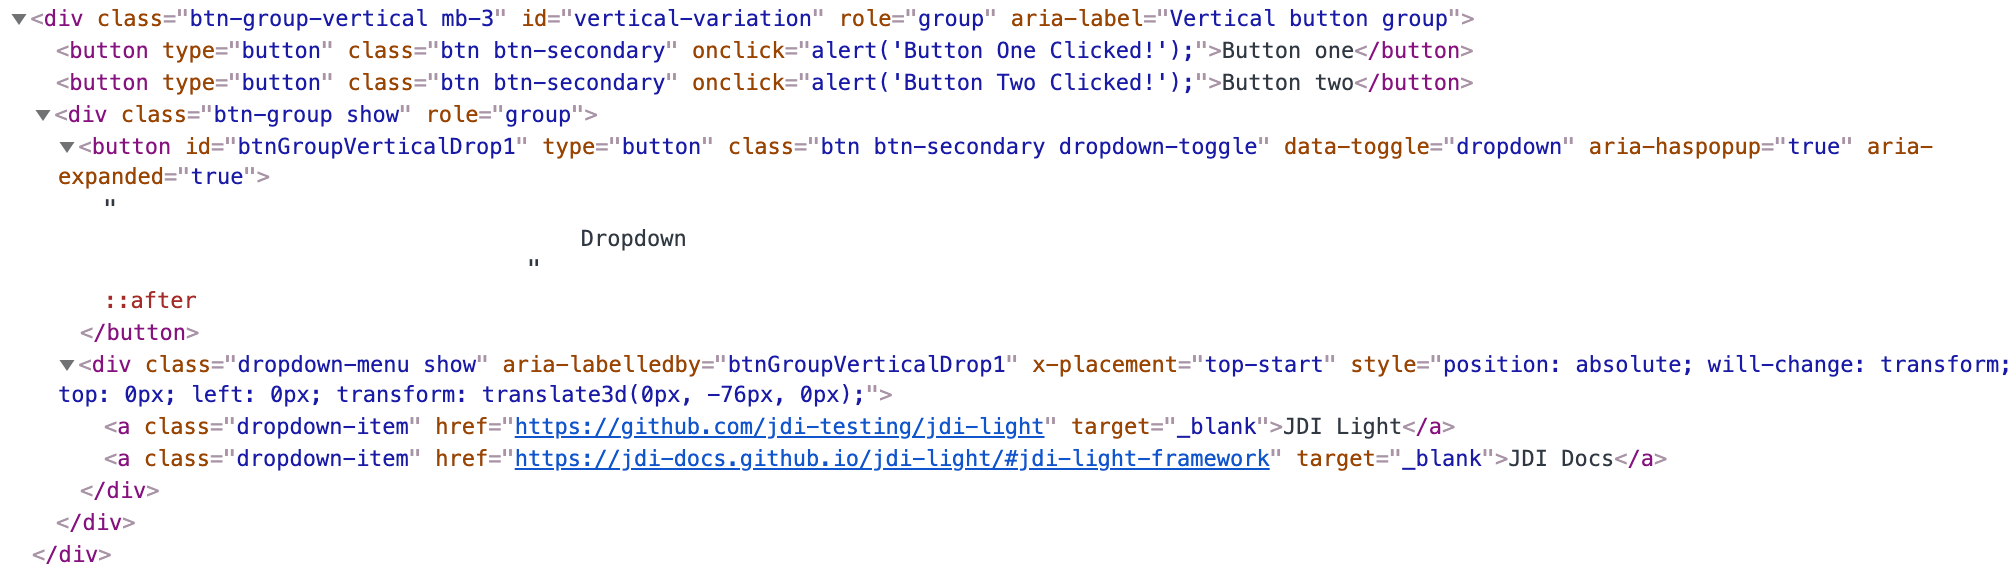 ▼<div class="btn-group-vertical mb-3" id="vertical-variation" role="group" aria-label="Vertical button group">
<button type="button" class="btn btn-secondary" onclick="alert('Button One Clicked!');">Button one</button>
<button type="button" class="btn btn-secondary" onclick="alert('Button Two Clicked!');">Button two</button>
▼<div class="btn-group show" role="group">
▼<button id="btnGroupVerticalDrop1" type="button" class="btn btn-secondary dropdown-toggle" data-toggle="dropdown" aria-haspopup="true" aria-
expanded="true">
"
Dropdown
"
::after
</button>
▼<div class="dropdown-menu show" aria-labelledby="btnGroupVerticalDrop1" x-placement="top-start" style="position: absolute; will-change: transform;
top: 0px; left: 0px; transform: translate3d(0px, -76px, 0px);">
<a class="dropdown-item" href="https://github.com/jdi-testing/jdi-light" target="_blank">JDI Light</a>
<a class="dropdown-item" href="https://jdi-docs.github.io/jdi-light/#jdi-light-framework" target="_blank">JDI Docs</a>
</div>
</div>
</div>